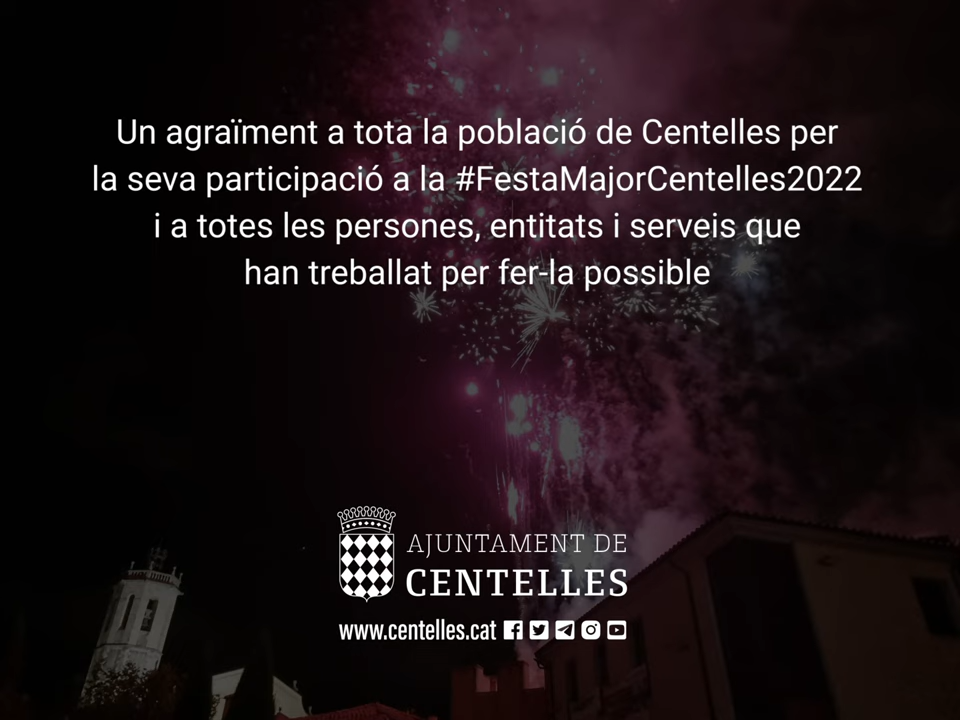 Un agraïment a tota la població de Centelles per
la seva participació a la #FestaMajorCentelles2022
i a totes les persones, entitats i serveis que
han treballat per fer-la possible
AJUNTAMENT DE
CENTELLES
www.centelles.cat